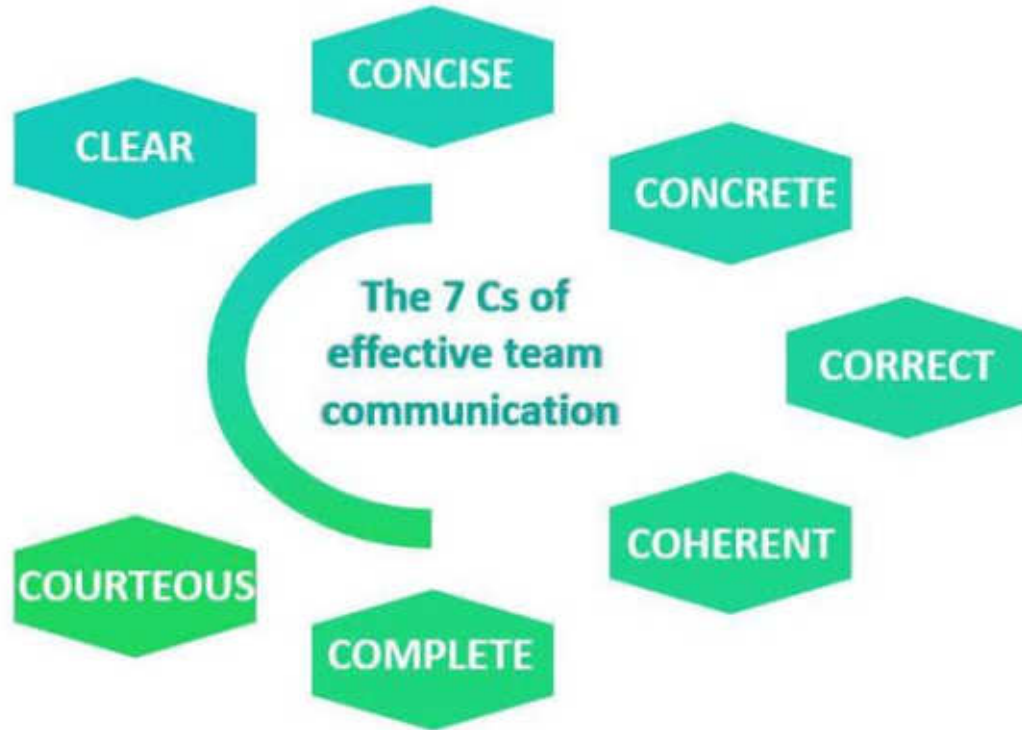 CLEAR
CONCISE
CONCRETE
CORRECT
COHERENT
COMPLETE
COURTEOUS
The 7 Cs of
effective team
communication